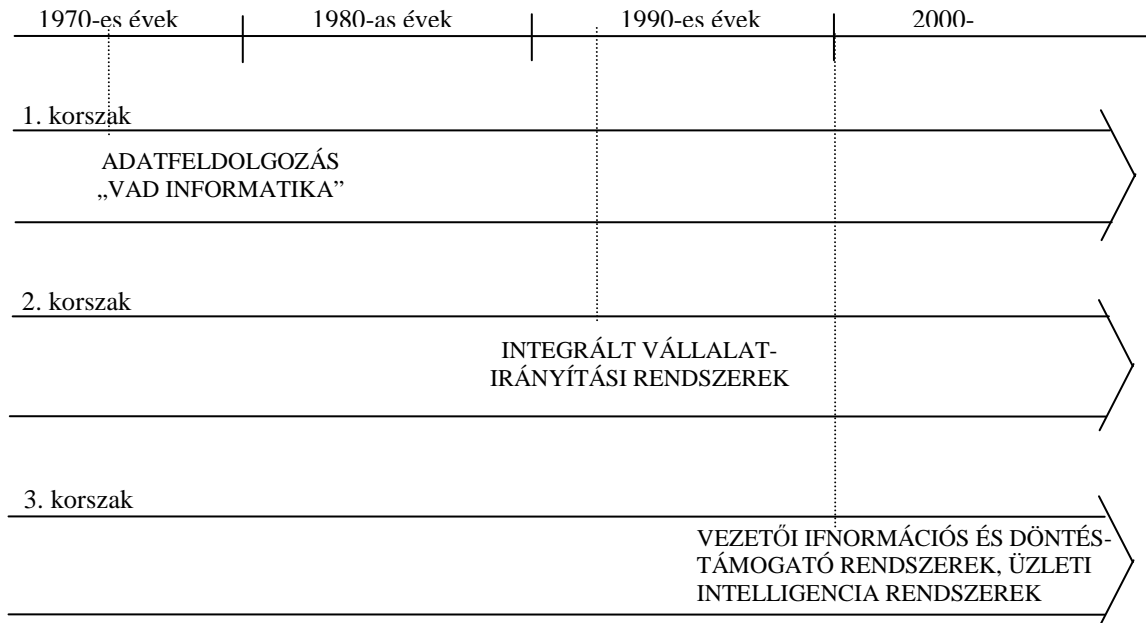 1970-es évek 1980-as évek 1990-es évek 2000-
1. korszak
ADATFELDOLGOZÁS
„VAD INFORMATIKA”
2. korszak
INTEGRÁLT VÁLLALAT-
IRÁNYÍTÁSI RENDSZEREK
3. korszak
VEZETŐI IFNORMÁCIÓS ÉS DÖNTÉS-
TÁMOGATÓ RENDSZEREK, ÜZLETI
INTELLIGENCIA RENDSZEREK